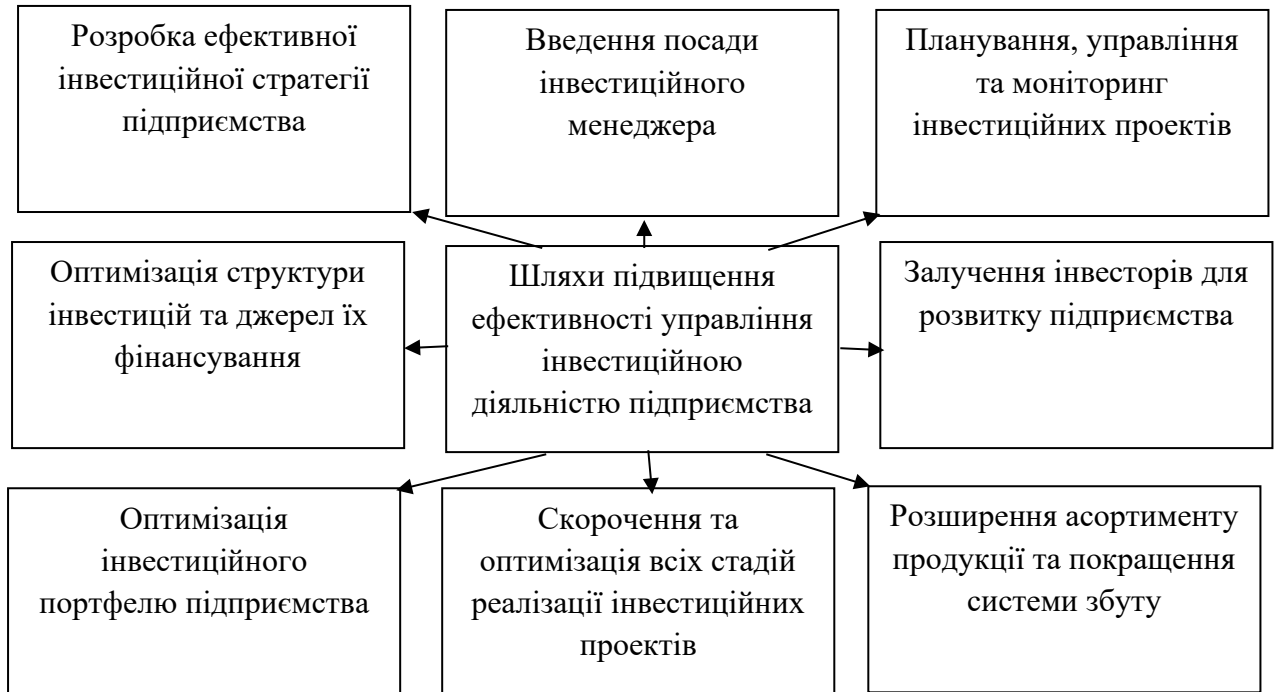 Розробка ефективної
інвестиційної стратегії
підприємства
Введення посади
інвестиційного
менеджера
Планування, управління
та моніторинг
інвестиційних проектів
Оптимізація структури
інвестицій та джерел їх
фінансування
Шляхи підвищення
ефективності управління
інвестиційною
діяльністю підприємства
Залучення інвесторів для
розвитку підприємства
Оптимізація
інвестиційного
портфелю підприємства
Скорочення та
оптимізація всіх стадій
реалізації інвестиційних
проектів
Розширення асортименту
продукції та покращення
системи збуту